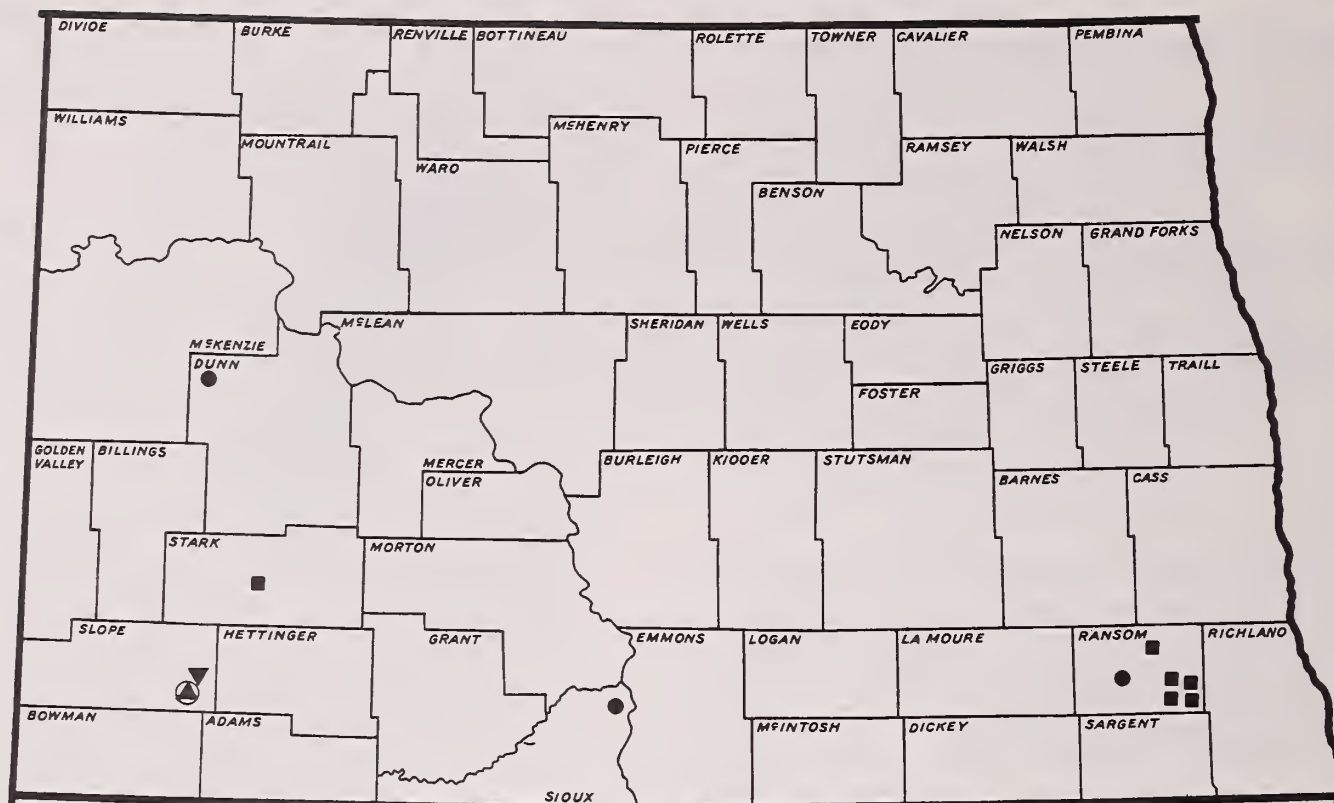 DIVIOE
BURKE
RENVILLE
BOTTINEAU
ROLETTE
TOWNER
CAVALIER
PEMBINA
WILLIAMS
MOUNTRAIL
WARO
McHENRY
PIERCE
BENSON
RAMSEY
WALSH
NELSON
GRAND FORKS
McKENZIE
DUNN
McLEAN
SHERIDAN
WELLS
EODY
FOSTER
GRIGGS
STEELE
TRAILL
GOLDEN
VALLEY
BILLINGS
MERCER
OLIVER
BURLEIGH
KIOOER
STUTSMAN
BARNES
CASS
STARK
MORTON
SLOPE
HETTINGER
GRANT
EMMONS
LOGAN
LA MOURE
RANSOM
RICHLANO
BOWMAN
ADAMS
SIOUX
McINTOSH
DICKEY
SARGENT